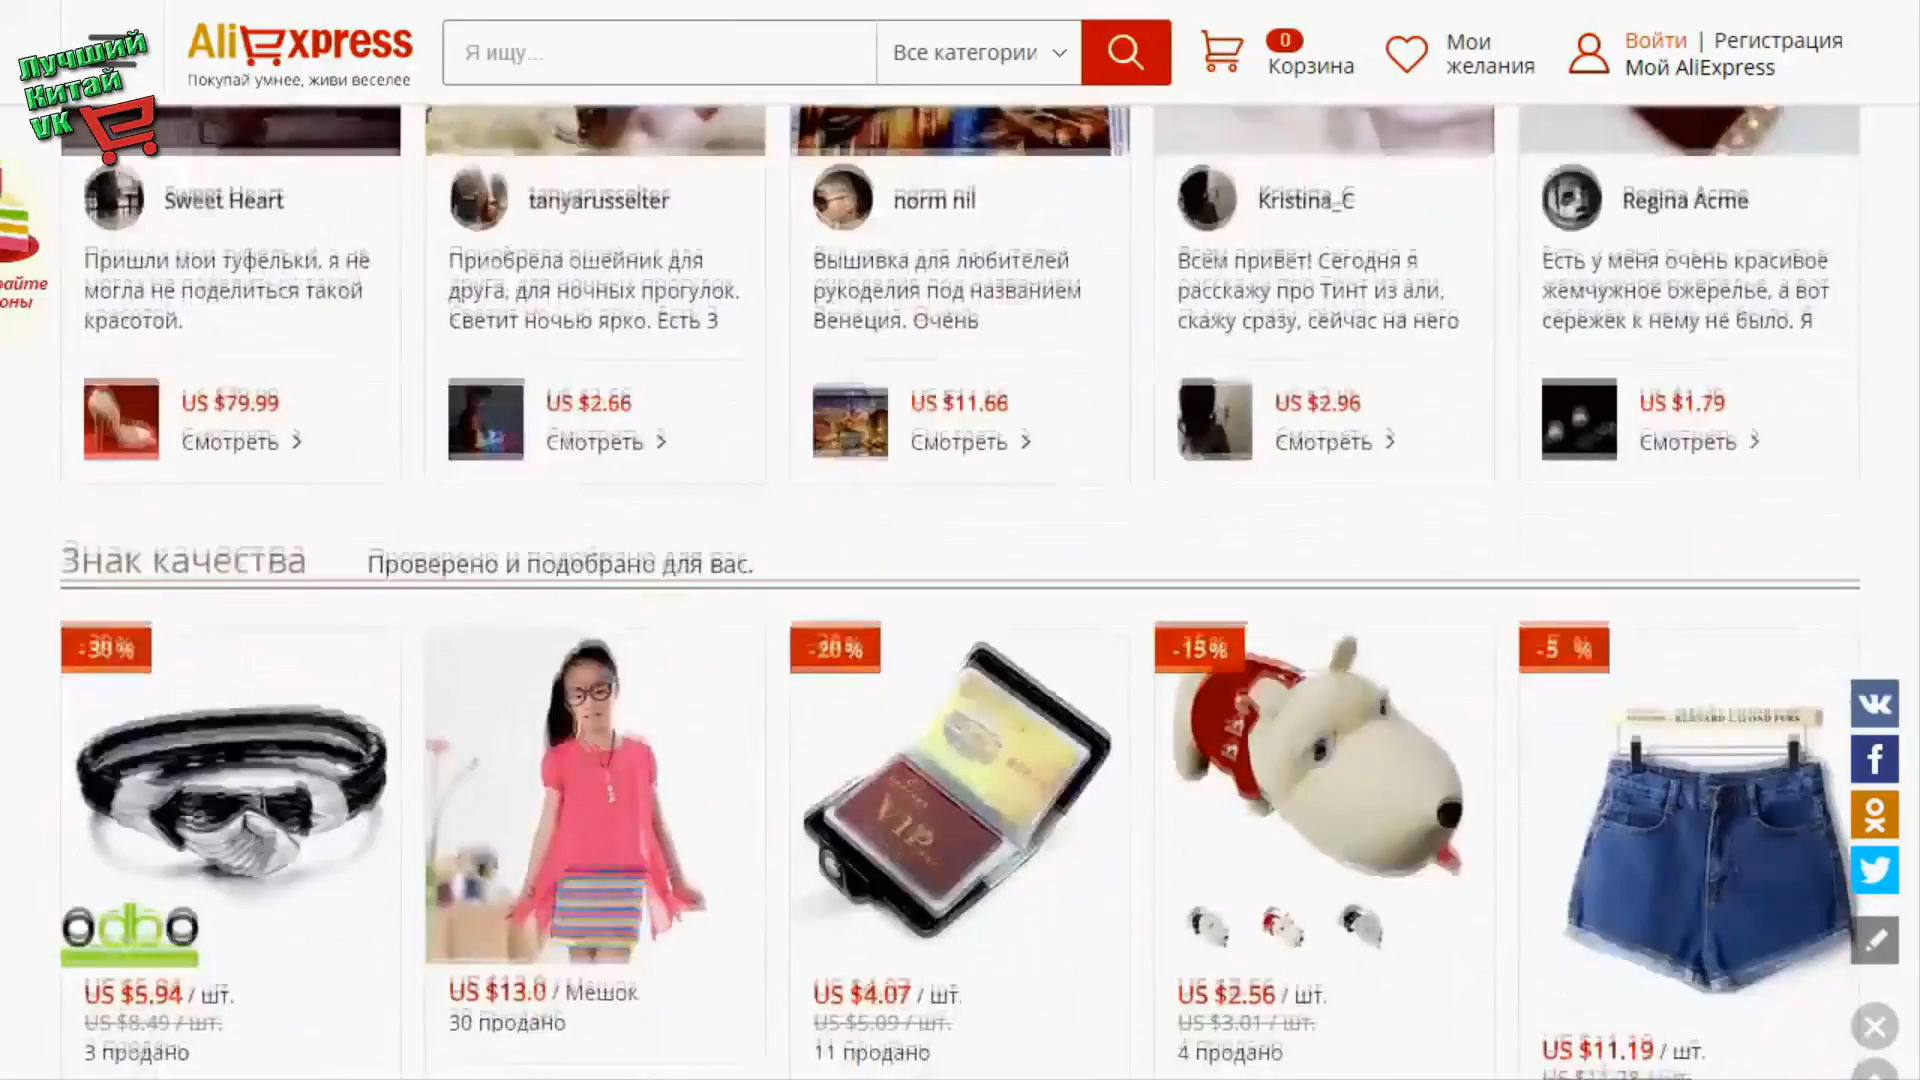 Лучший
Китай
VK
AliExpress
Покупай умнее, живи веселее
Я ищу...
Все категории
0
Корзина
Мои
желания
Войти | Регистрация
Мой AliExpress
райте
оны
Sweet Heart
Пришли мои туфельки, я не
могла не поделиться такой
красотой.
US $79.99
Смотреть
tanyarusselter
Приобрела ошейник для
друга, для ночных прогулок.
Светит ночью ярко. Есть 3
US $2.66
Смотреть
norm nil
Вышивка для любителей
рукоделия под названием
Венеция. Очень
US $11.66
Смотреть
Kristina_C
Всем привет! Сегодня я
расскажу про Тинт из али,
скажу сразу, сейчас на него
US $2.96
Смотреть
Regina Acme
Есть у меня очень красивое
жемчужное ожерелье, а вот
сережек к нему не было. Я
US $1.79
Смотреть
Знак качества
Проверено и подобрано для вас.
-30%
US $5.94 / шт.
US $8.49 / шт.
3 продано
US $13.0 / Мешок
30 продано
-20%
VIP
US $4.07 / шт.
US $5.09 / шт.
11 продано
-15%
US $2.56 / шт.
US $3.01 / шт.
4 продано
-5 %
US $11.19 / шт.